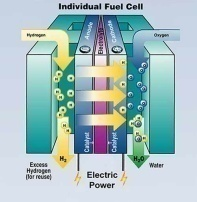 Individual Fuel Cell
Hydrogen
Oxygen
Anode
Electrolyte
Cathode
Catalyst
Catalyst
H₂
H₂O
Excess
Hydrogen
(for reuse)
Electric
Power
Water